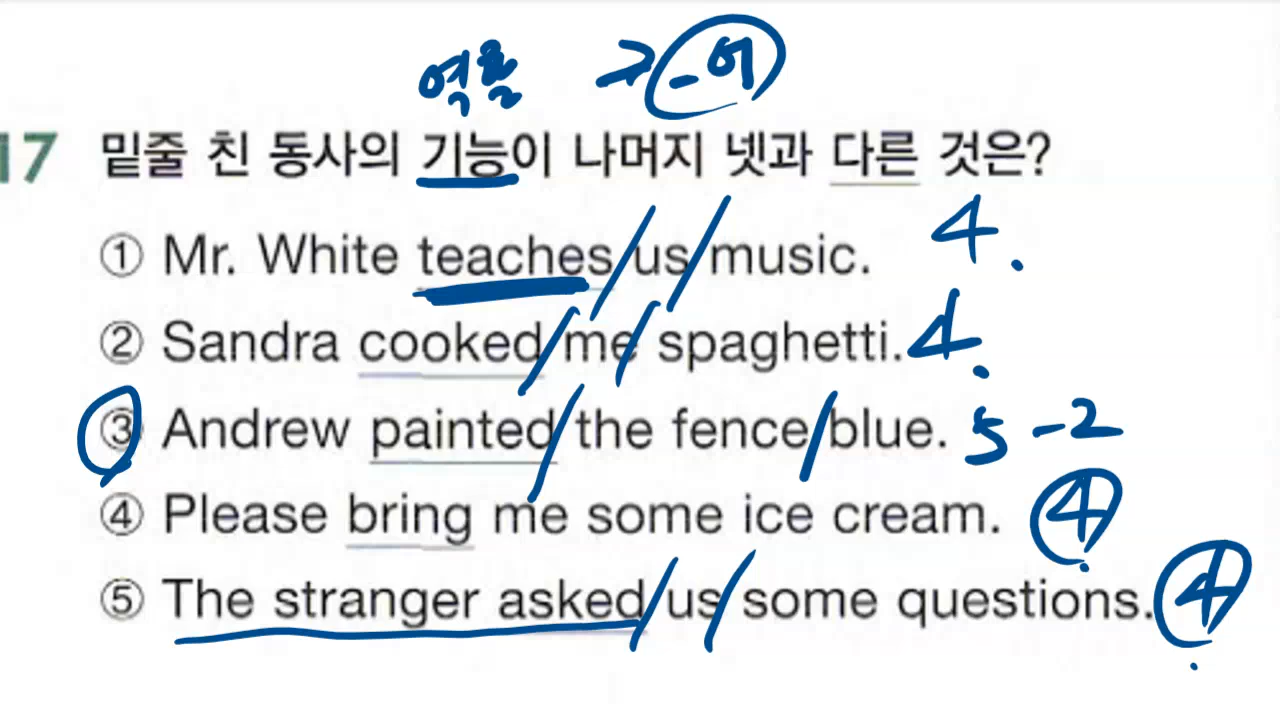 역할 구-어
17 밑줄 친 동사의 기능이 나머지 넷과 다른 것은?
① Mr. White teaches us music. 4.
② Sandra cooked me spaghetti. 4.
③ Andrew painted the fence blue. 5-2
④ Please bring me some ice cream. 4.
⑤ The stranger asked us some questions. 4.